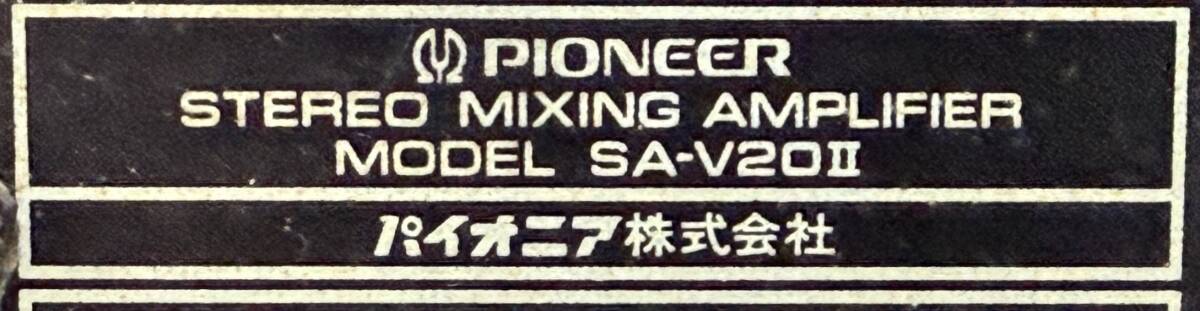 PIONEER
STEREO MIXING AMPLIFIER
MODEL SA-V20II
パイオニア株式会社